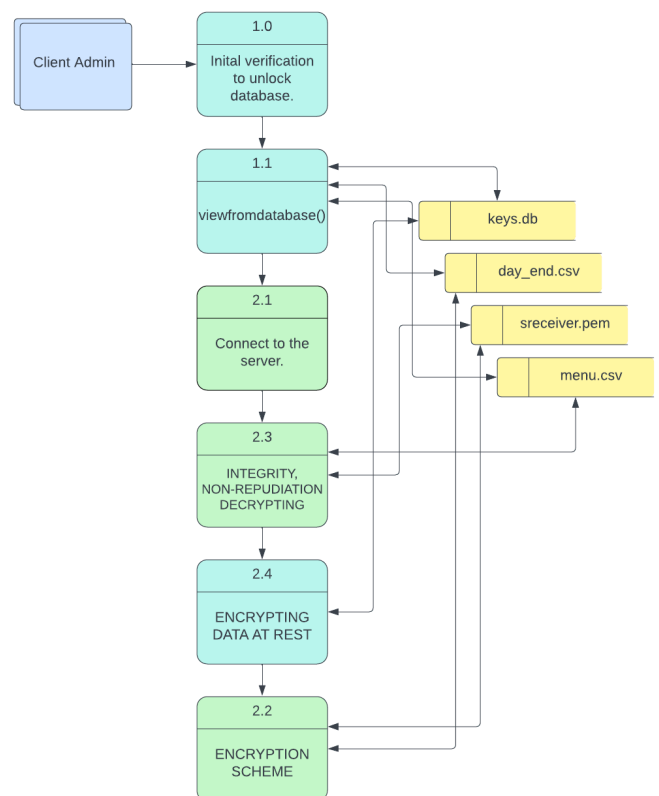 Client Admin
1.0
Inital verification
to unlock
database.
1.1
viewfromdatabase()
keys.db
day_end.csv
sreceiver.pem
menu.csv
2.1
Connect to the
server.
2.3
INTEGRITY,
NON-REPUDIATION
DECRYPTING
2.4
ENCRYPTING
DATA AT REST
2.2
ENCRYPTION
SCHEME